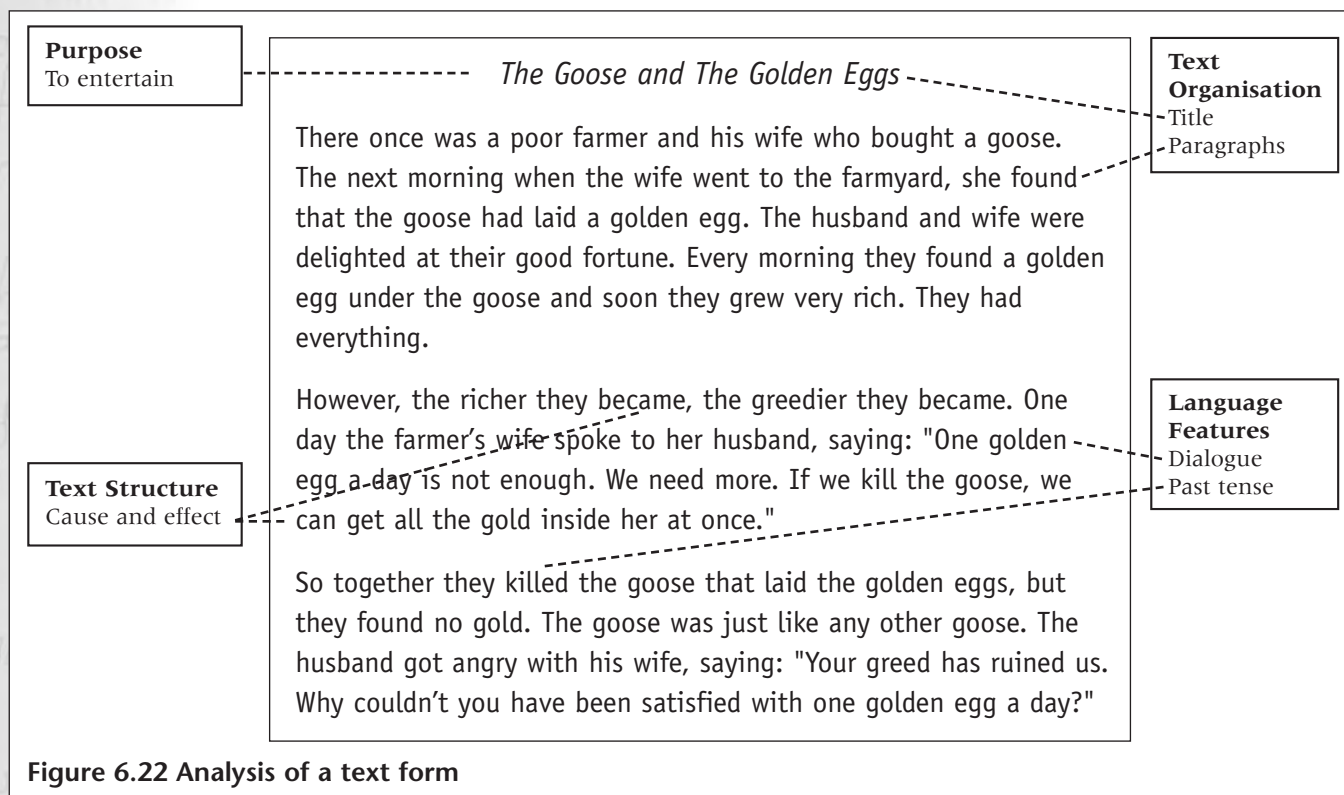 Purpose
To entertain
The Goose and The Golden Eggs
Text
Organisation
Title
Paragraphs
There once was a poor farmer and his wife who bought a goose.
The next morning when the wife went to the farmyard, she found
that the goose had laid a golden egg. The husband and wife were
delighted at their good fortune. Every morning they found a golden
egg under the goose and soon they grew very rich. They had
everything.
However, the richer they became, the greedier they became. One
day the farmer's wife spoke to her husband, saying: "One golden
egg a day is not enough. We need more. If we kill the goose, we
can get all the gold inside her at once."
Language
Features
Dialogue
Past tense
Text Structure
Cause and effect
So together they killed the goose that laid the golden eggs, but
they found no gold. The goose was just like any other goose. The
husband got angry with his wife, saying: "Your greed has ruined us.
Why couldn't you have been satisfied with one golden egg a day?"
Figure 6.22 Analysis of a text form